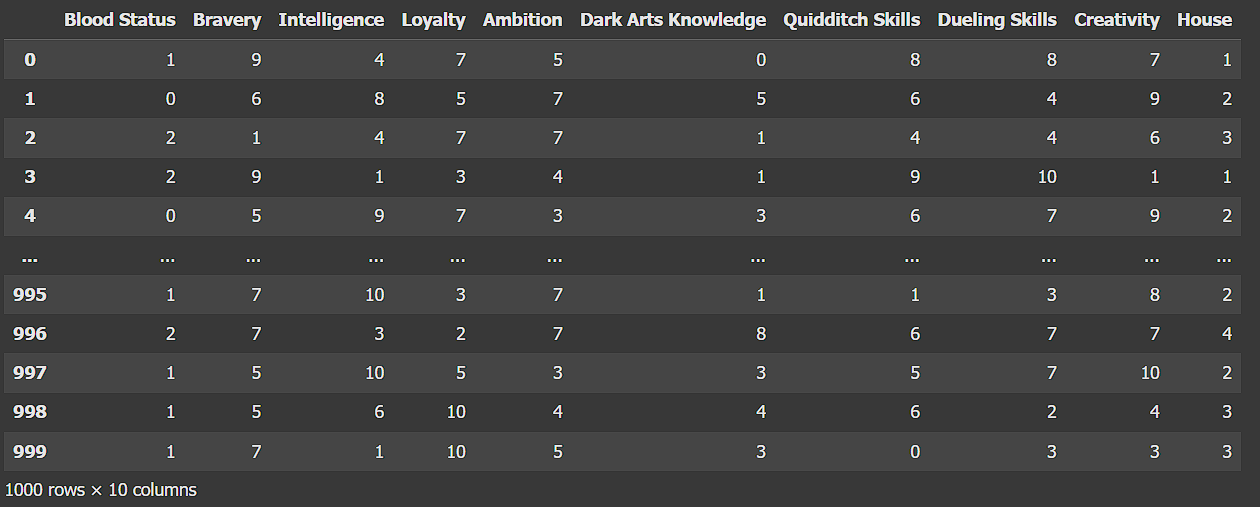 Blood Status Bravery Intelligence Loyalty Ambition Dark Arts Knowledge Quidditch Skills Dueling Skills Creativity House
0 1 9 4 7 5 0 8 8 7 1
1 0 6 8 5 7 5 6 4 9 2
2 2 1 4 7 7 1 4 4 6 3
3 2 9 1 3 4 1 9 10 1 1
4 0 5 9 7 3 3 6 7 9 2
... ... ... ... ... ... ... ... ... ... ...
995 1 7 10 3 7 1 1 3 8 2
996 2 7 3 2 7 8 6 7 7 4
997 1 5 10 5 3 3 5 7 10 2
998 1 5 6 10 4 4 6 2 4 3
999 1 7 1 10 5 3 0 3 3 3
1000 rows × 10 columns